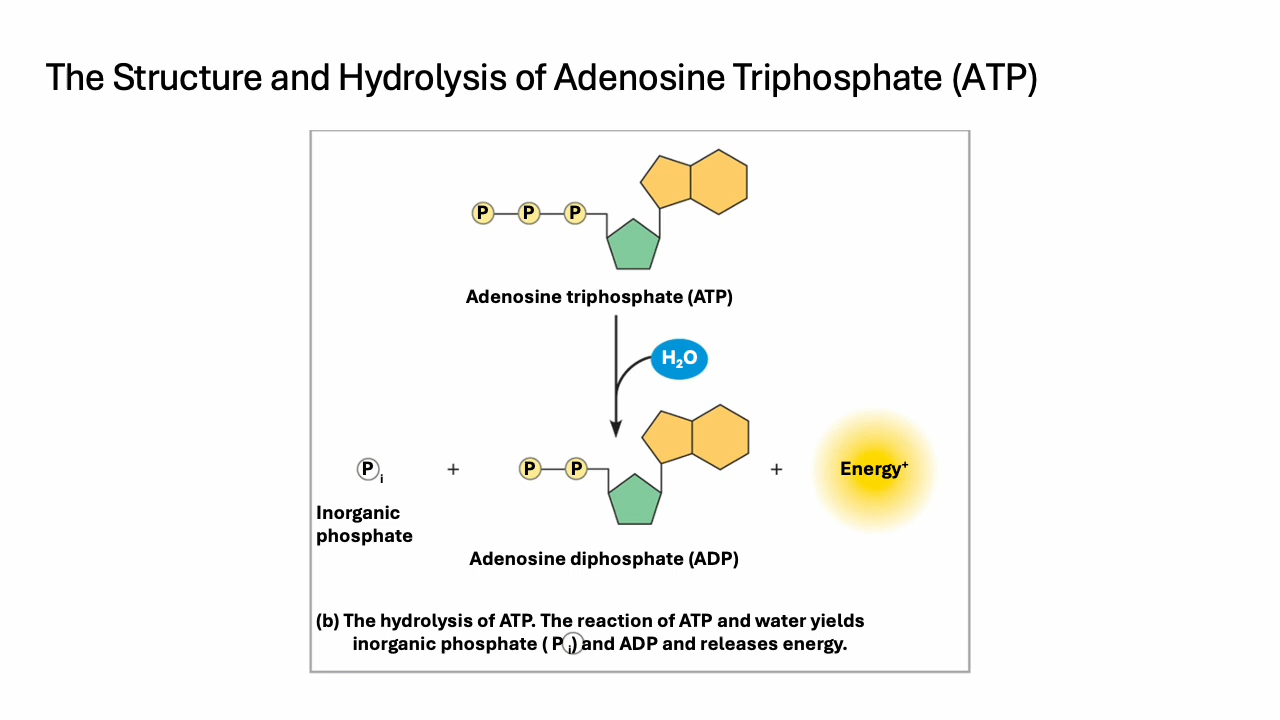 The Structure and Hydrolysis of Adenosine Triphosphate (ATP)
P P P
Adenosine triphosphate (ATP)
H₂O
Pᵢ + P P + Energy⁺
Inorganic
phosphate
Adenosine diphosphate (ADP)
(b) The hydrolysis of ATP. The reaction of ATP and water yields
inorganic phosphate ( Pᵢ) and ADP and releases energy.